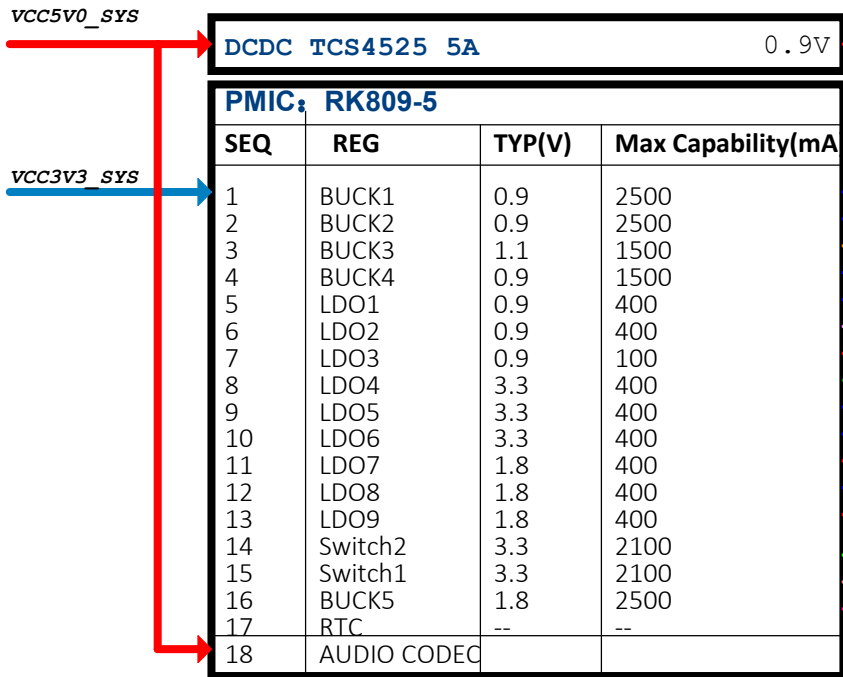 VCC5V0_SYS
DCDC TCS4525 5A 0.9V
PMIC：RK809-5
SEQ REG TYP(V) Max Capability(mA
VCC3V3_SYS
1 BUCK1 0.9 2500
2 BUCK2 0.9 2500
3 BUCK3 1.1 1500
4 BUCK4 0.9 1500
5 LDO1 0.9 400
6 LDO2 0.9 400
7 LDO3 0.9 100
8 LDO4 3.3 400
9 LDO5 3.3 400
10 LDO6 3.3 400
11 LDO7 1.8 400
12 LDO8 1.8 400
13 LDO9 1.8 400
14 Switch2 3.3 2100
15 Switch1 3.3 2100
16 BUCK5 1.8 2500
17 RTC -- --
18 AUDIO CODEC